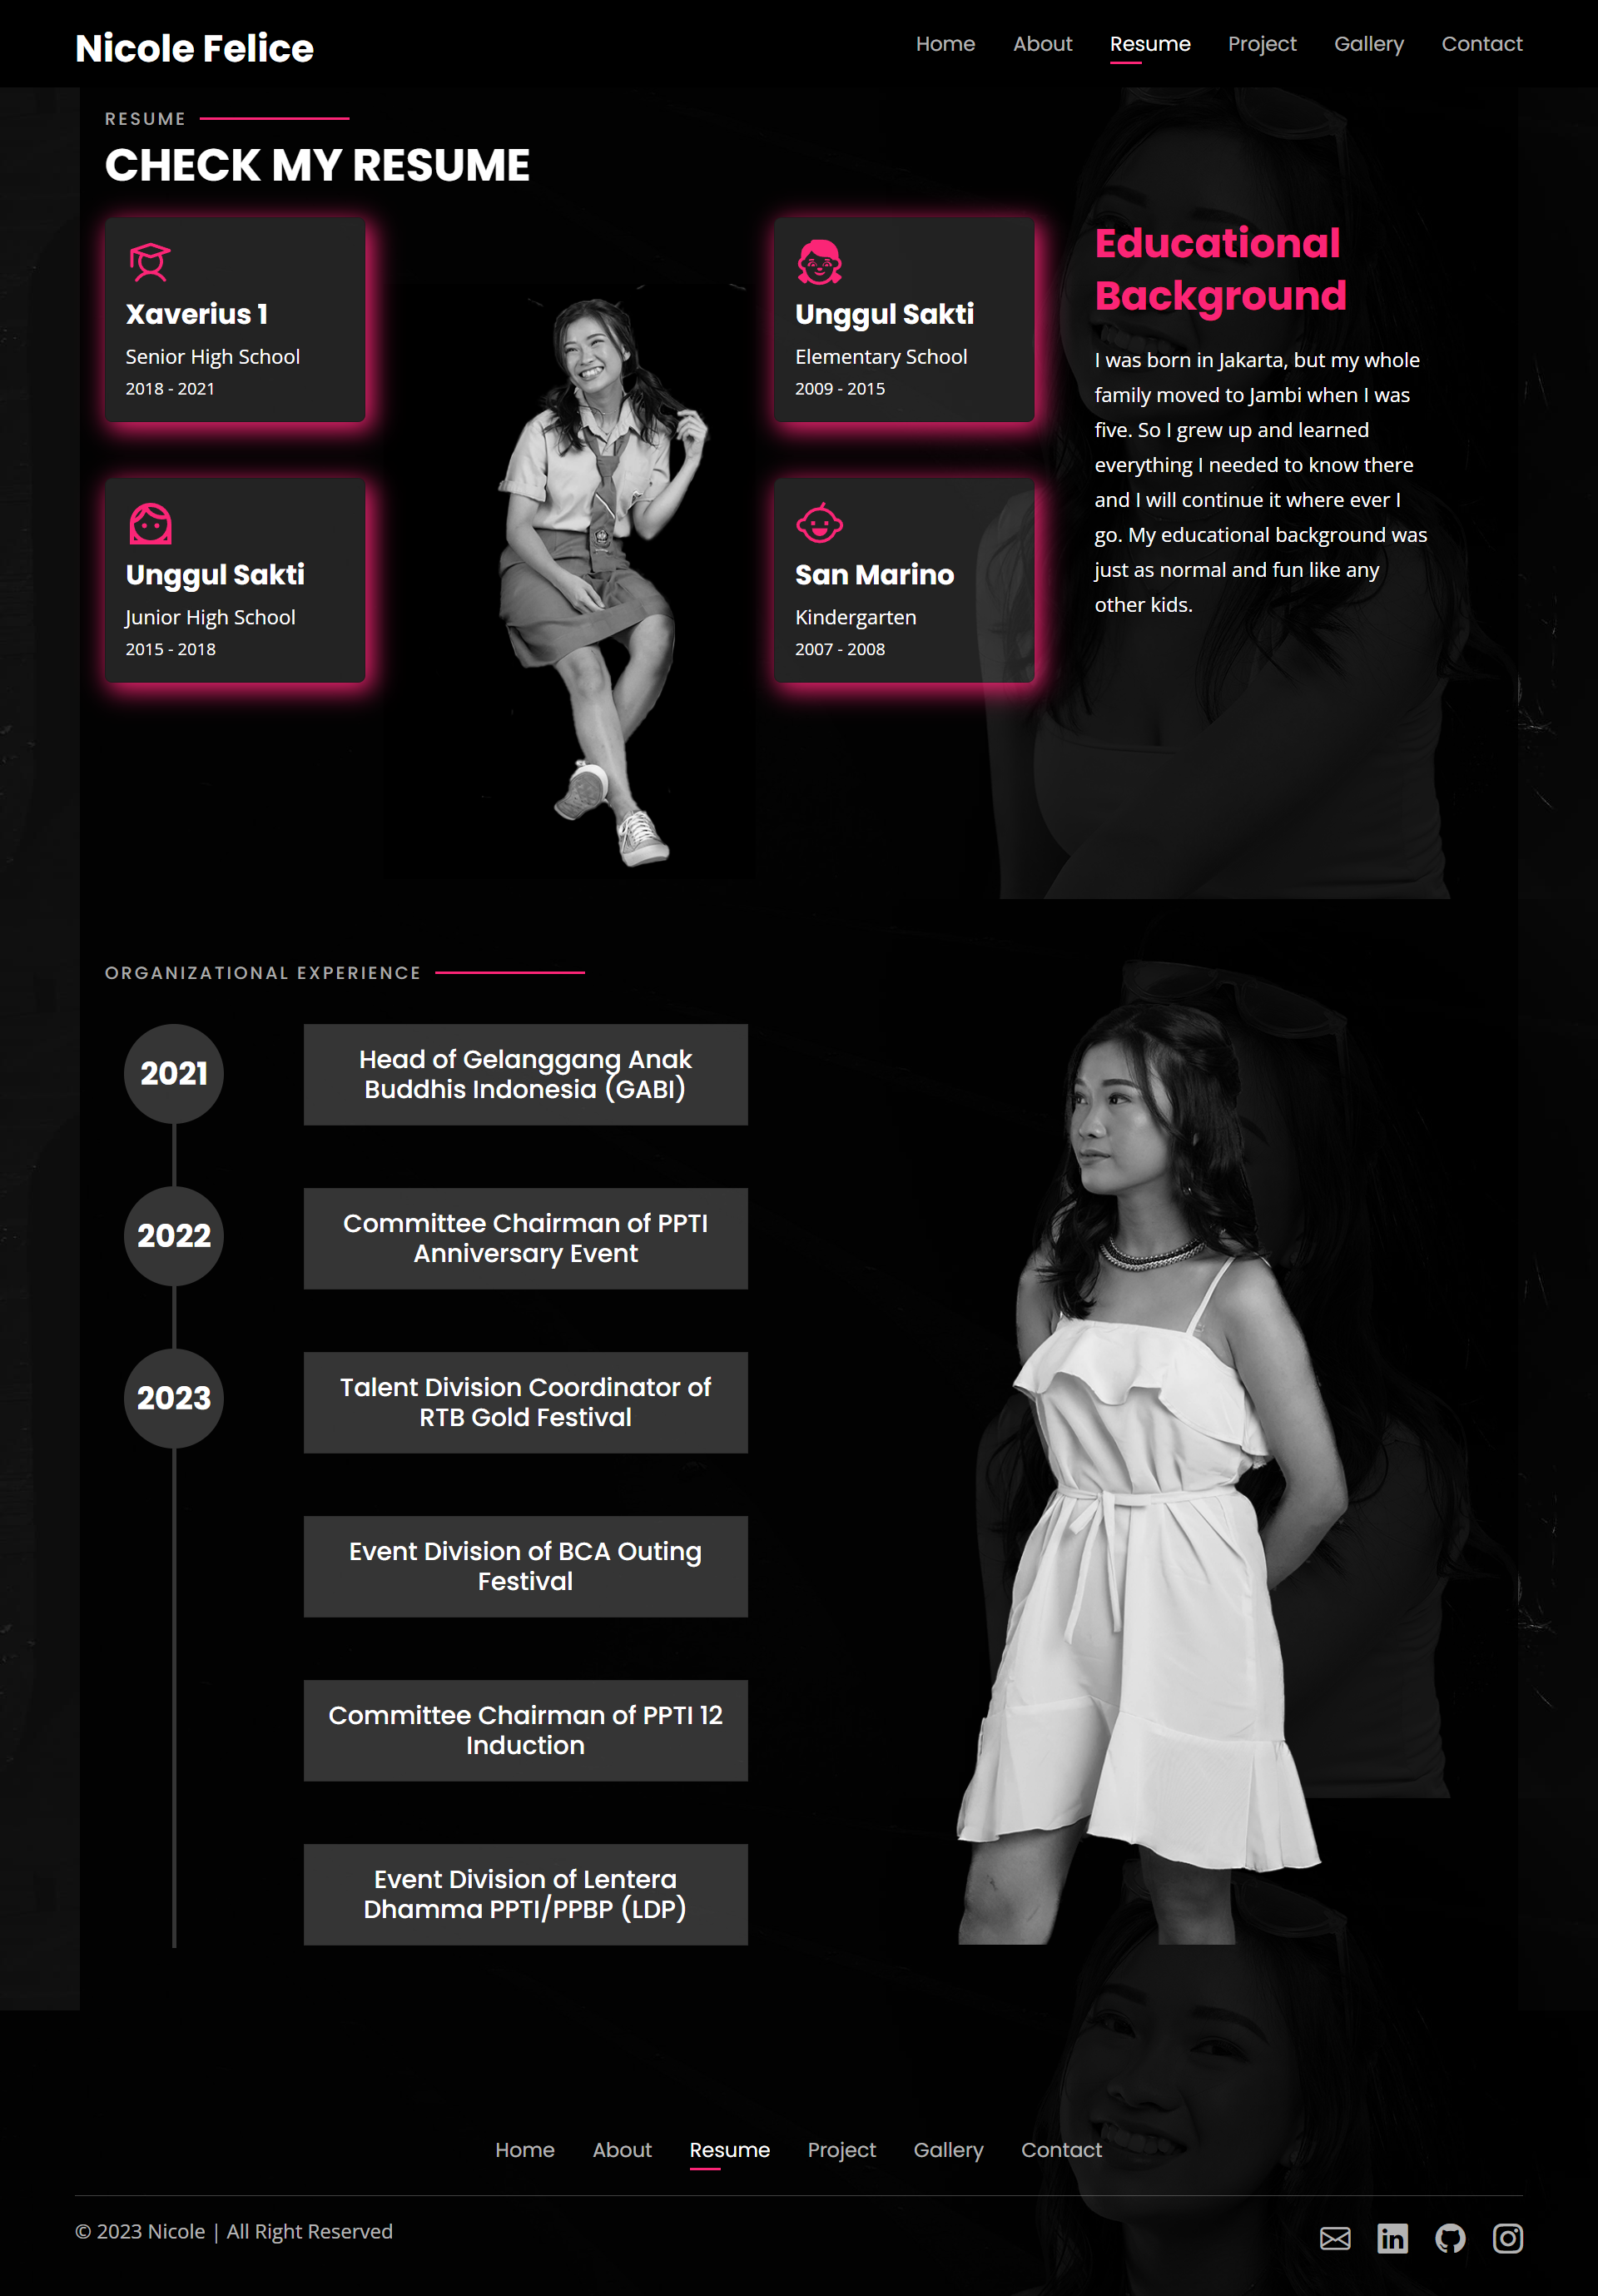 Nicole Felice
Home About Resume Project Gallery Contact
RESUME
CHECK MY RESUME
Xaverius 1
Senior High School
2018 - 2021
Unggul Sakti
Junior High School
2015 - 2018
Unggul Sakti
Elementary School
2009 - 2015
San Marino
Kindergarten
2007 - 2008
Educational
Background
I was born in Jakarta, but my whole
family moved to Jambi when I was
five. So I grew up and learned
everything I needed to know there
and I will continue it where ever I
go. My educational background was
just as normal and fun like any
other kids.
ORGANIZATIONAL EXPERIENCE
2021
Head of Gelanggang Anak
Buddhis Indonesia (GABI)
2022
Committee Chairman of PPTI
Anniversary Event
2023
Talent Division Coordinator of
RTB Gold Festival
Event Division of BCA Outing
Festival
Committee Chairman of PPTI 12
Induction
Event Division of Lentera
Dhamma PPTI/PPBP (LDP)
Home About Resume Project Gallery Contact
© 2023 Nicole | All Right Reserved
in